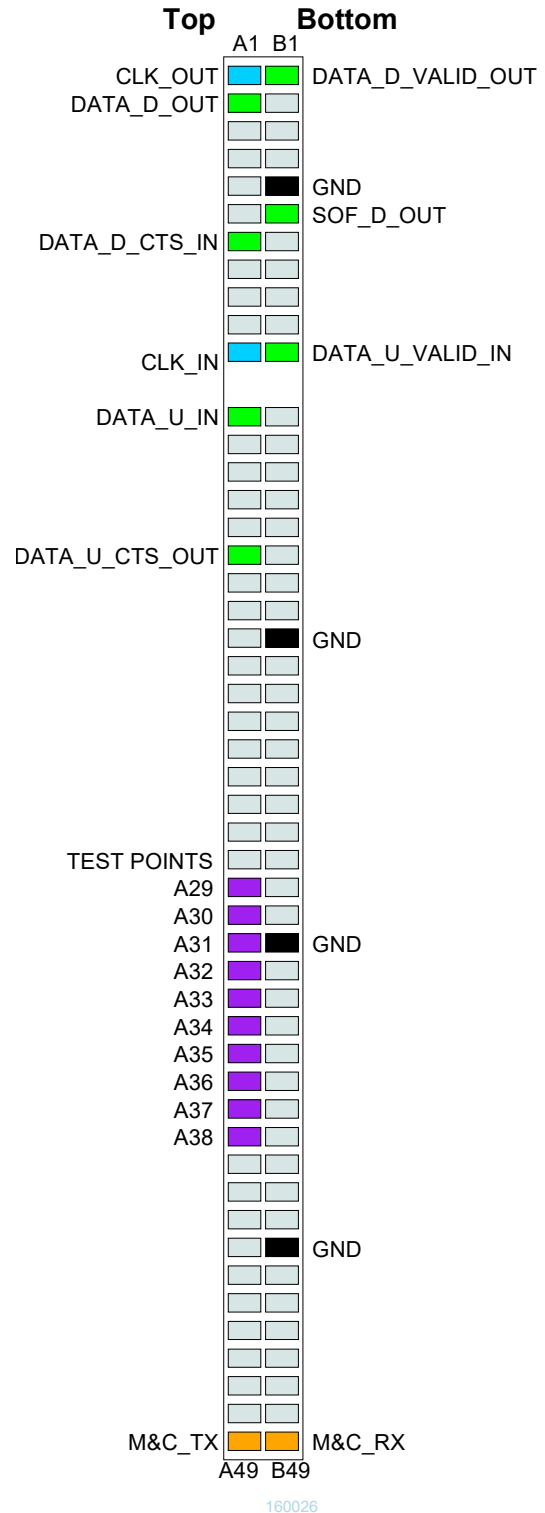 Top Bottom
A1 B1
CLK_OUT DATA_D_VALID_OUT
DATA_D_OUT
GND
SOF_D_OUT
DATA_D_CTS_IN
CLK_IN DATA_U_VALID_IN
DATA_U_IN
DATA_U_CTS_OUT
GND
TEST POINTS
A29
A30
A31 GND
A32
A33
A34
A35
A36
A37
A38
GND
M&C_TX M&C_RX
A49 B49
160026